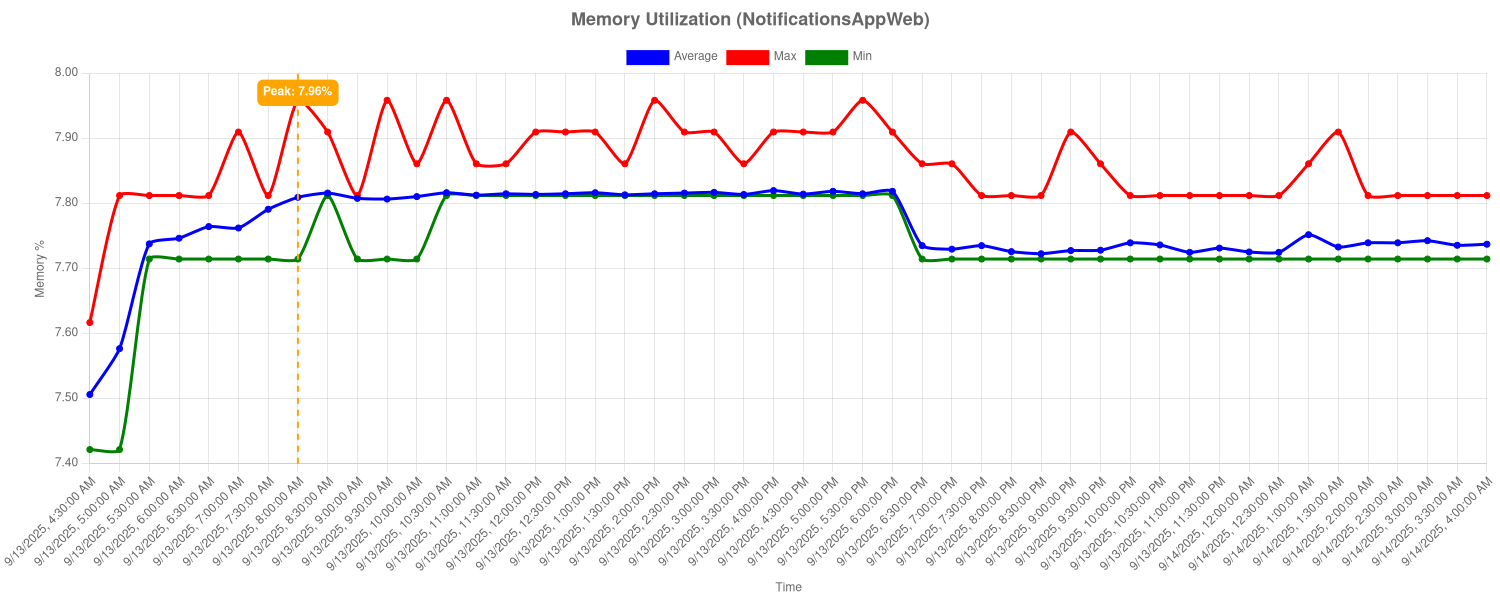 Memory Utilization (NotificationsAppWeb)
Average Max Min
Peak: 7.96%
8.00
7.90
7.80
7.70
7.60
7.50
7.40
Memory %
9/13/2025, 4:30:00 AM
9/13/2025, 5:00:00 AM
9/13/2025, 5:30:00 AM
9/13/2025, 6:00:00 AM
9/13/2025, 6:30:00 AM
9/13/2025, 7:00:00 AM
9/13/2025, 7:30:00 AM
9/13/2025, 8:00:00 AM
9/13/2025, 8:30:00 AM
9/13/2025, 9:00:00 AM
9/13/2025, 9:30:00 AM
9/13/2025, 10:00:00 AM
9/13/2025, 10:30:00 AM
9/13/2025, 11:00:00 AM
9/13/2025, 11:30:00 AM
9/13/2025, 12:00:00 PM
9/13/2025, 12:30:00 PM
9/13/2025, 1:00:00 PM
9/13/2025, 1:30:00 PM
9/13/2025, 2:00:00 PM
9/13/2025, 2:30:00 PM
9/13/2025, 3:00:00 PM
9/13/2025, 3:30:00 PM
9/13/2025, 4:00:00 PM
9/13/2025, 4:30:00 PM
9/13/2025, 5:00:00 PM
9/13/2025, 5:30:00 PM
9/13/2025, 6:00:00 PM
9/13/2025, 6:30:00 PM
9/13/2025, 7:00:00 PM
9/13/2025, 7:30:00 PM
9/13/2025, 8:00:00 PM
9/13/2025, 8:30:00 PM
9/13/2025, 9:00:00 PM
9/13/2025, 9:30:00 PM
9/13/2025, 10:00:00 PM
9/13/2025, 10:30:00 PM
9/13/2025, 11:00:00 PM
9/13/2025, 11:30:00 PM
9/14/2025, 12:00:00 AM
9/14/2025, 12:30:00 AM
9/14/2025, 1:00:00 AM
9/14/2025, 1:30:00 AM
9/14/2025, 2:00:00 AM
9/14/2025, 2:30:00 AM
9/14/2025, 3:00:00 AM
9/14/2025, 3:30:00 AM
9/14/2025, 4:00:00 AM
Time